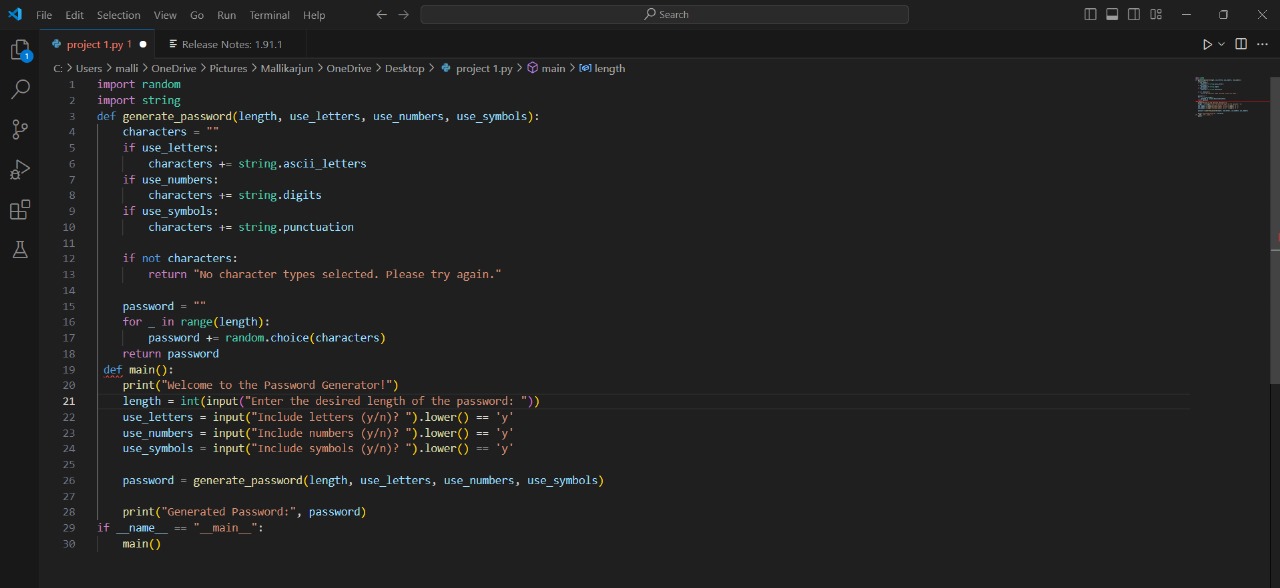 File Edit Selection View Go Run Terminal Help Search
1 project 1.py 1 Release Notes: 1.91.1
C: > Users > malli > OneDrive > Pictures > Mallikarjun > OneDrive > Desktop > project 1.py > main > length
1 import random
2 import string
3 def generate_password(length, use_letters, use_numbers, use_symbols):
4 characters = ""
5 if use_letters:
6 characters += string.ascii_letters
7 if use_numbers:
8 characters += string.digits
9 if use_symbols:
10 characters += string.punctuation
11
12 if not characters:
13 return "No character types selected. Please try again."
14
15 password = ""
16 for _ in range(length):
17 password += random.choice(characters)
18 return password
19 def main():
20 print("Welcome to the Password Generator!")
21 length = int(input("Enter the desired length of the password: "))
22 use_letters = input("Include letters (y/n)? ").lower() == 'y'
23 use_numbers = input("Include numbers (y/n)? ").lower() == 'y'
24 use_symbols = input("Include symbols (y/n)? ").lower() == 'y'
25
26 password = generate_password(length, use_letters, use_numbers, use_symbols)
27
28 print("Generated Password:", password)
29 if __name__ == "__main__":
30 main()